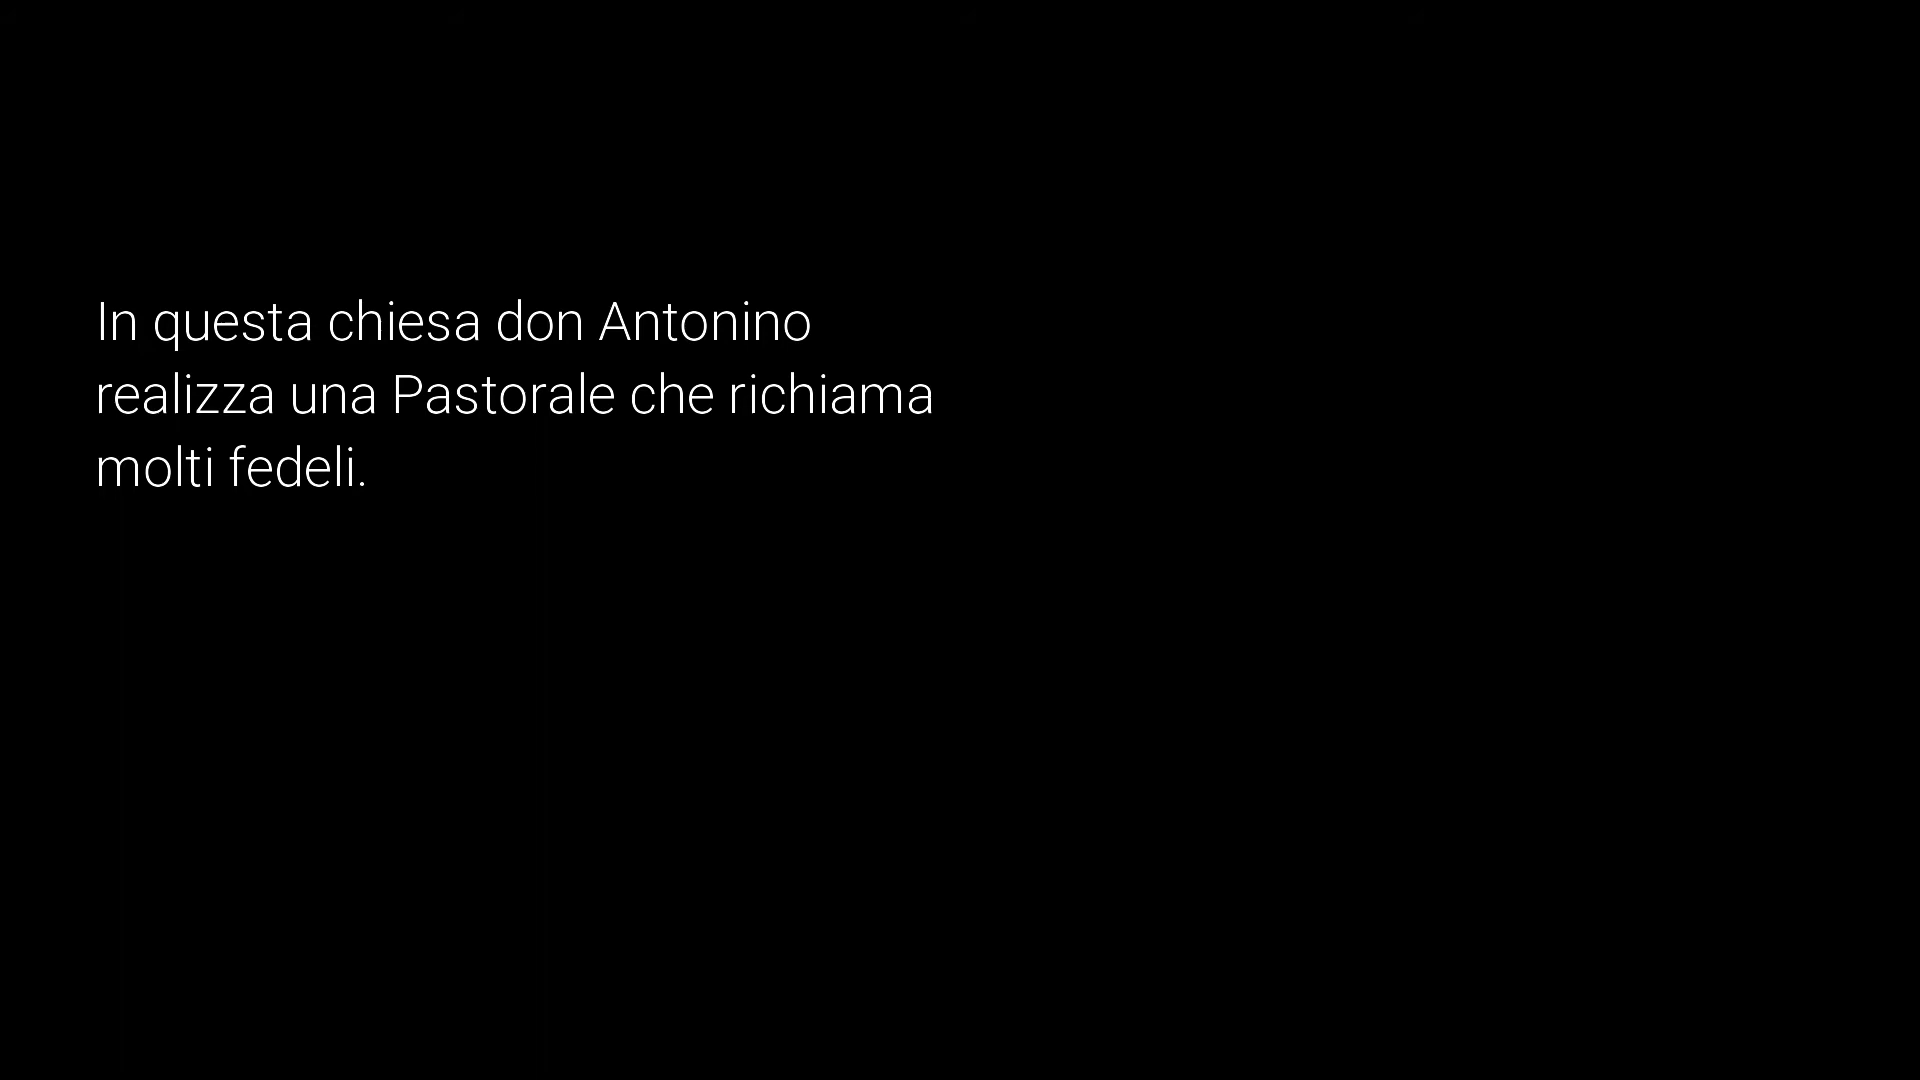 In questa chiesa don Antonino
realizza una Pastorale che richiama
molti fedeli.